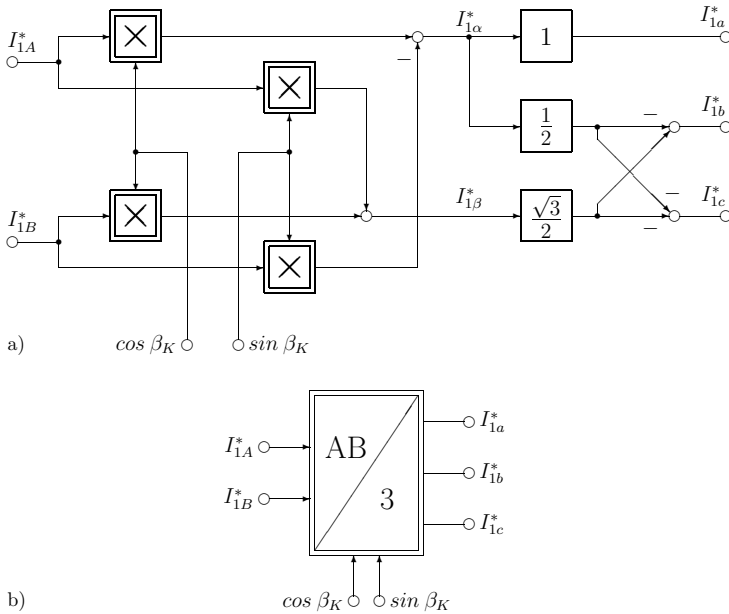 I*1A
×
−
I*1α
1
I*1a
×
1/2
−
I*1b
I*1B
×
I*1β
√3/2
−
−
I*1c
×
a)
cos βK
sin βK
I*1A
I*1B
AB
3
I*1a
I*1b
I*1c
b)
cos βK
sin βK